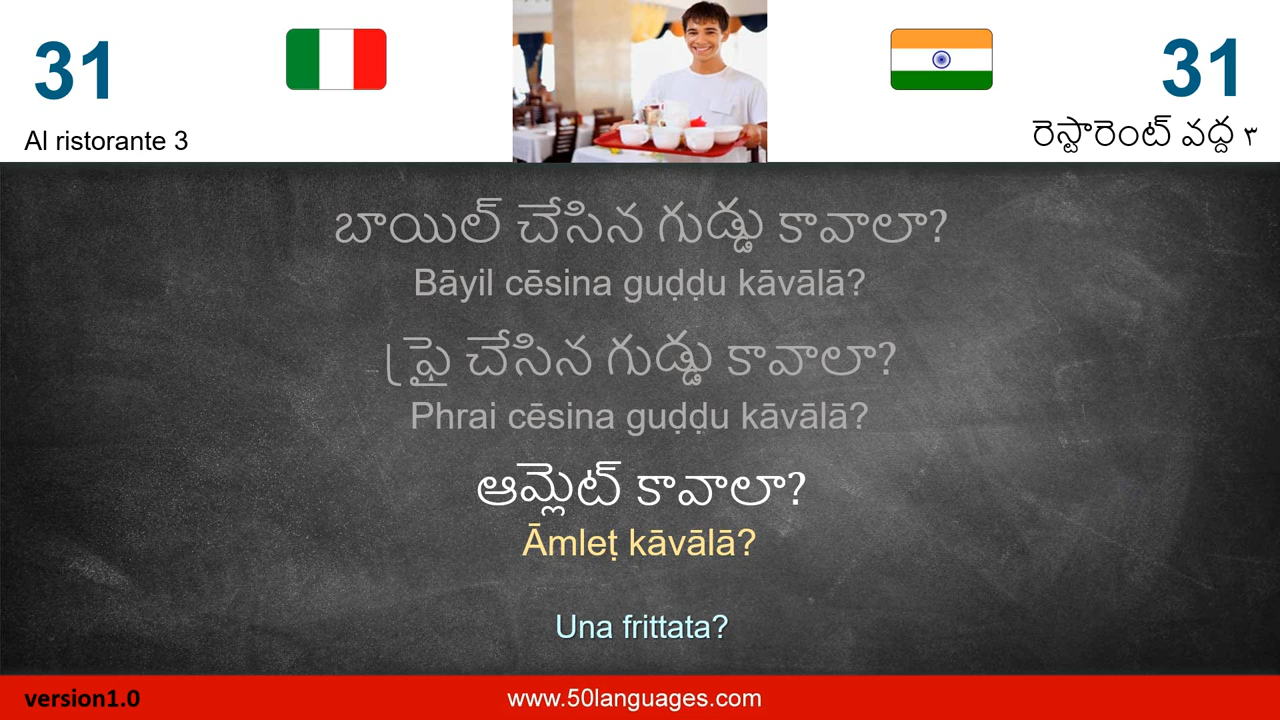 31
31
Al ristorante 3
రెస్టారెంట్ వద్ద ౩
బాయిల్ చేసిన గుడ్డు కావాలా?
Bāyil cēsina guḍḍu kāvālā?
ఫ్రై చేసిన గుడ్డు కావాలా?
Phrai cēsina guḍḍu kāvālā?
ఆమ్లెట్ కావాలా?
Āmleṭ kāvālā?
Una frittata?
version1.0
www.50languages.com